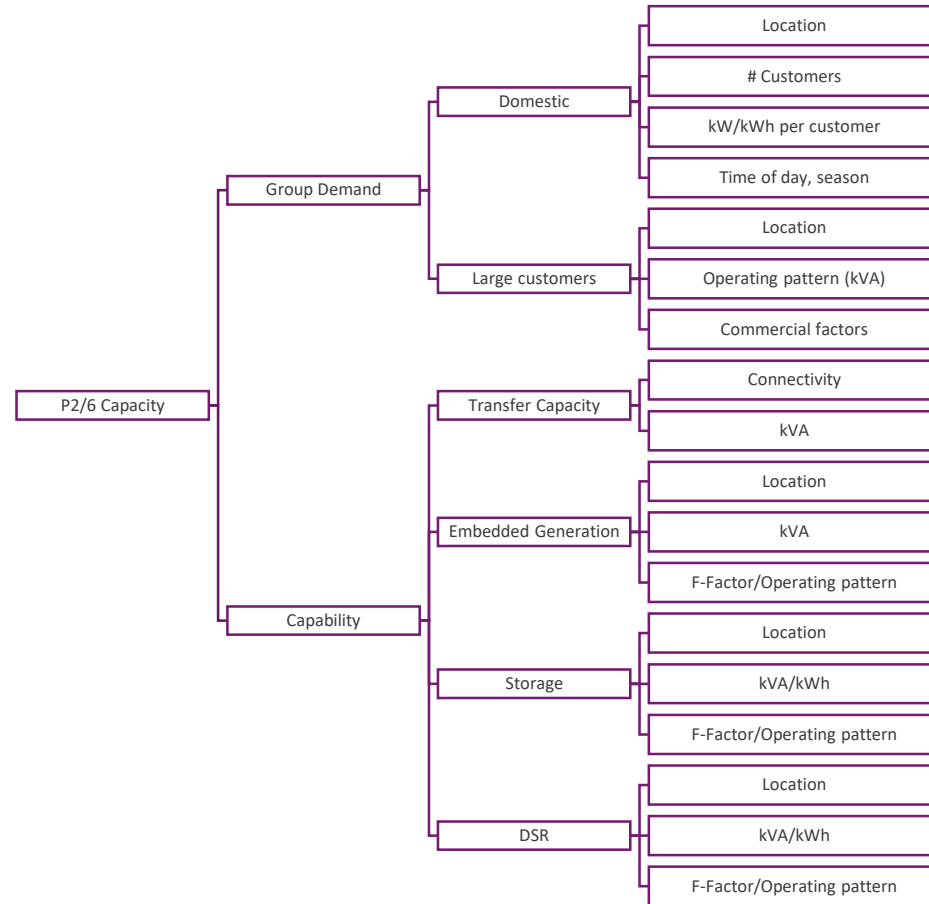 Location
# Customers
Domestic
kW/kWh per customer
Time of day, season
Group Demand
Location
Large customers
Operating pattern (kVA)
Commercial factors
P2/6 Capacity
Connectivity
Transfer Capacity
kVA
Location
Embedded Generation
kVA
F-Factor/Operating pattern
Capability
Location
Storage
kVA/kWh
F-Factor/Operating pattern
Location
DSR
kVA/kWh
F-Factor/Operating pattern